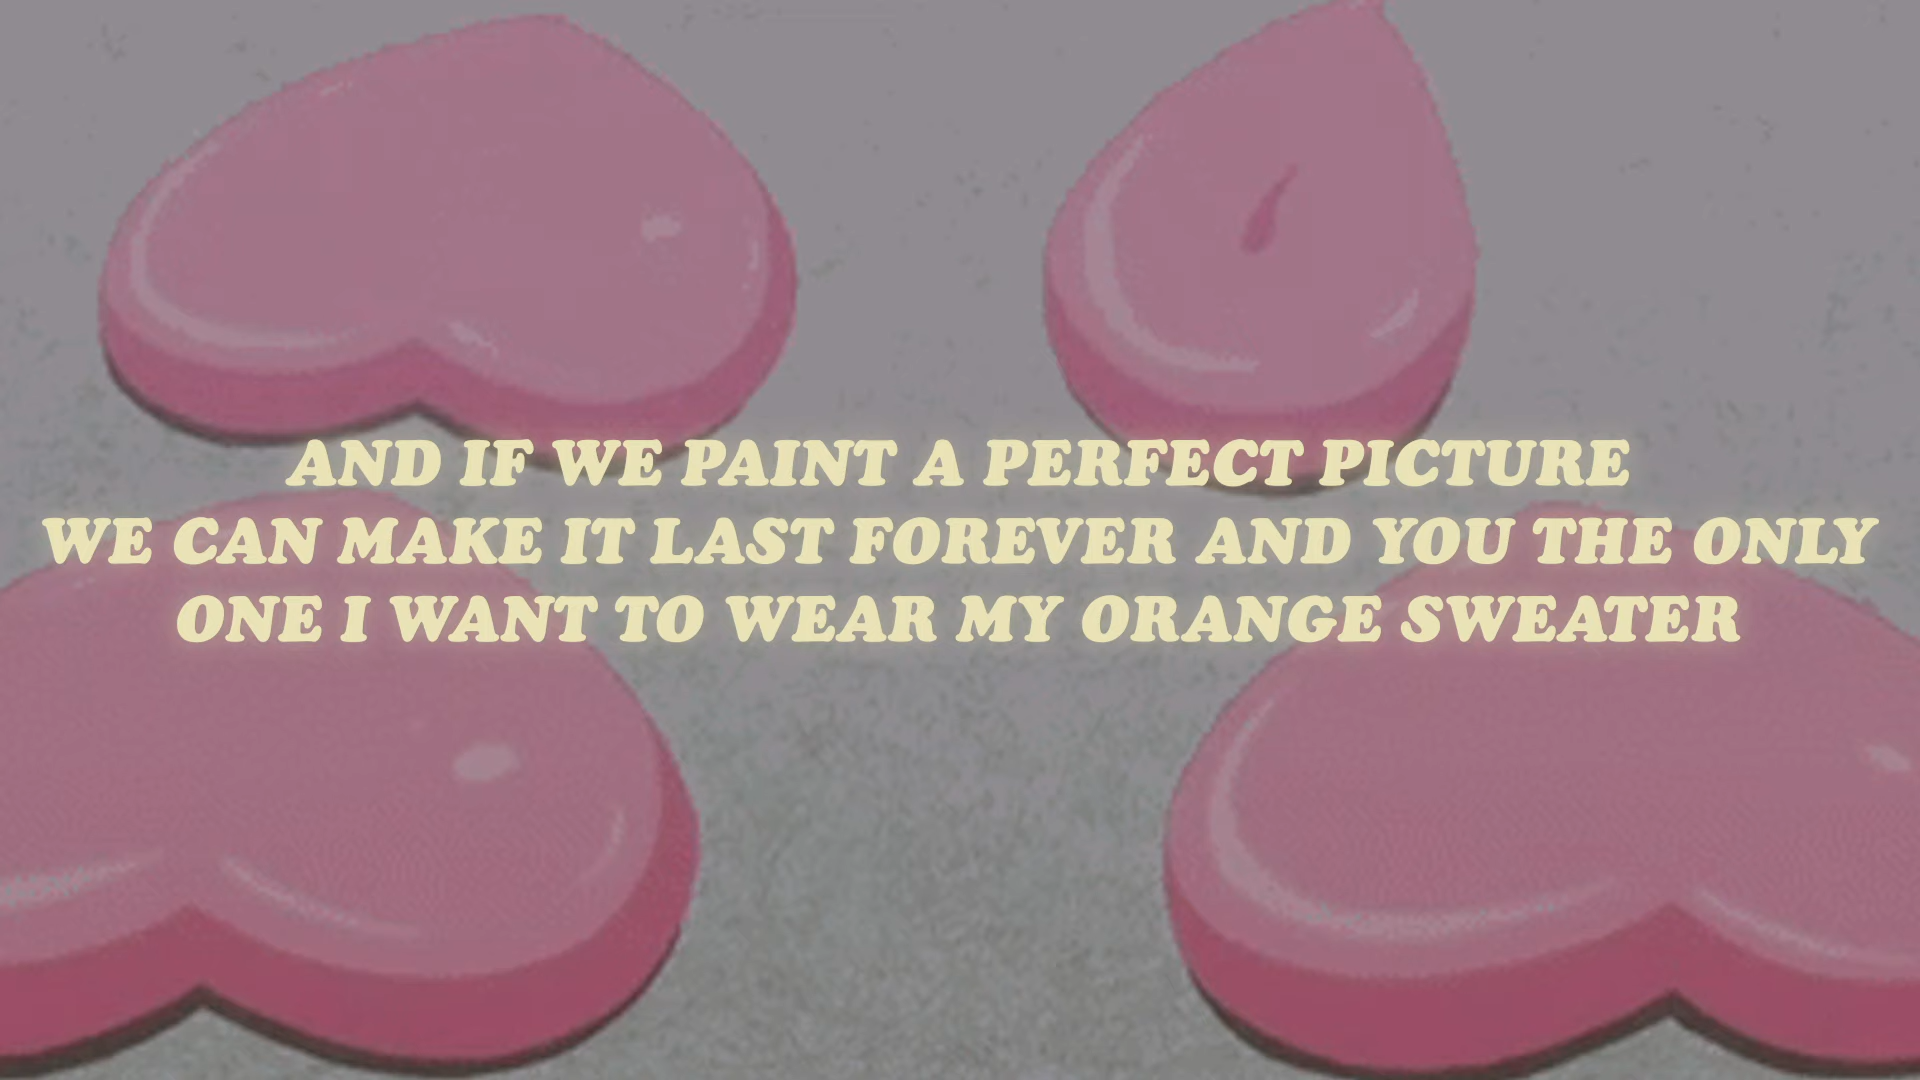 AND IF WE PAINT A PERFECT PICTURE
WE CAN MAKE IT LAST FOREVER AND YOU THE ONLY
ONE I WANT TO WEAR MY ORANGE SWEATER